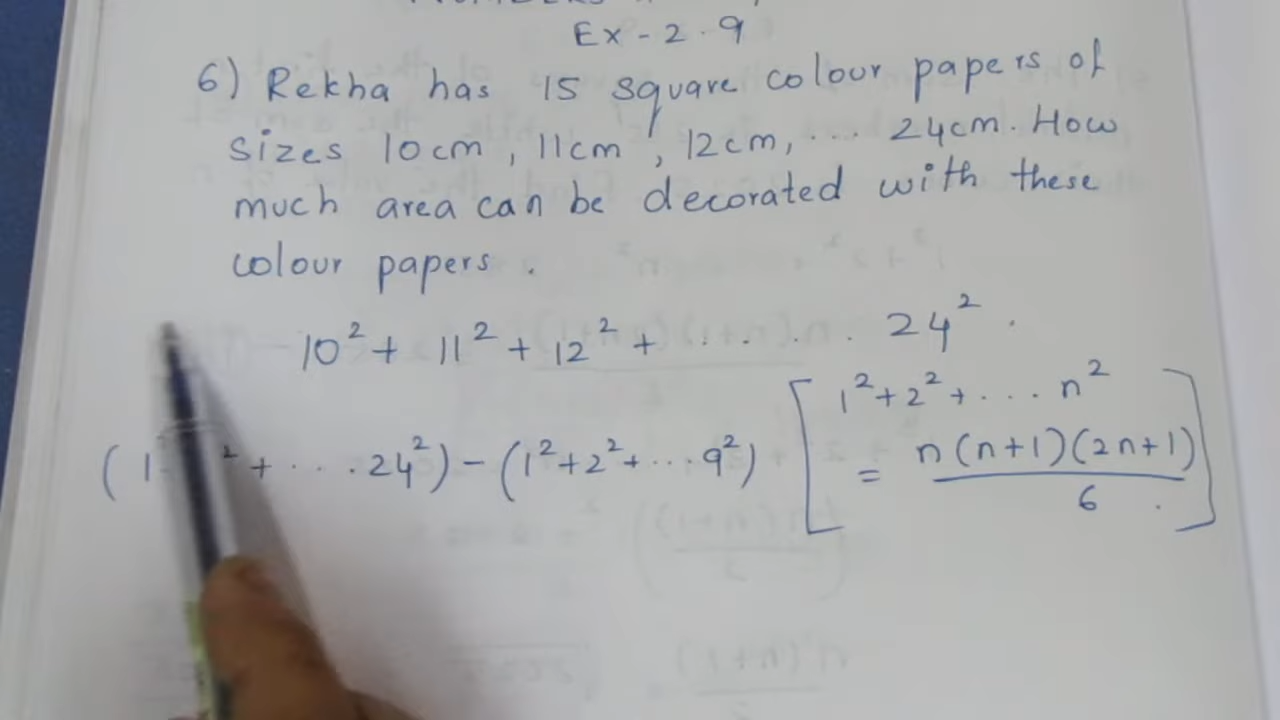 Ex - 2.9
6) Rekha has 15 square colour papers of
sizes 10cm, 11cm, 12cm, ... 24cm. How
much area can be decorated with these
colour papers.
10² + 11² + 12² + ..... 24².
[1² + 2² + ... n²
(1 ² + ... 24²) - (1² + 2² + ... 9²)
= n(n+1)(2n+1)/6 .]